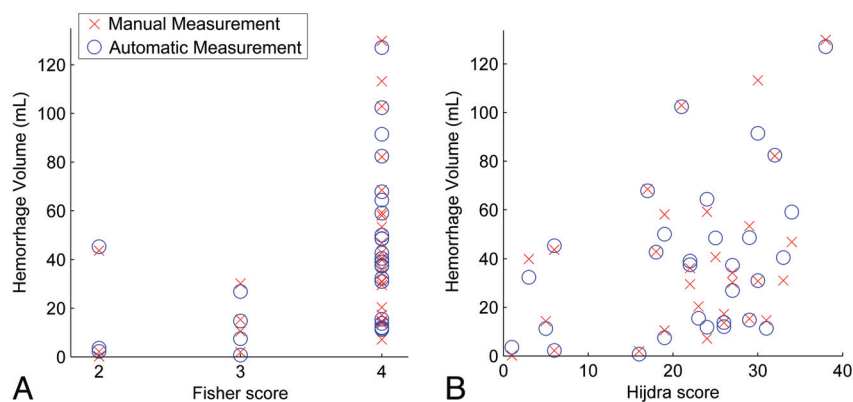 Manual Measurement
Automatic Measurement
Hemorrhage Volume (mL)
120
100
80
60
40
20
0
2 3 4
Fisher score
A
Hemorrhage Volume (mL)
120
100
80
60
40
20
0
0 10 20 30 40
Hijdra score
B